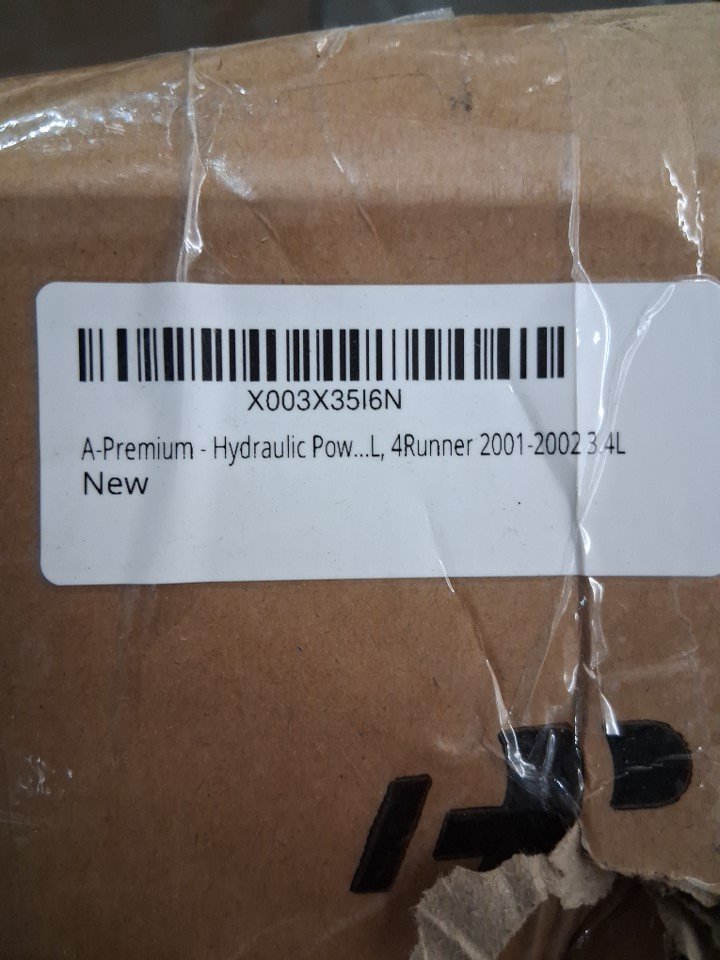 X003X35I6N
A-Premium - Hydraulic Pow...L, 4Runner 2001-2002 3.4L
New